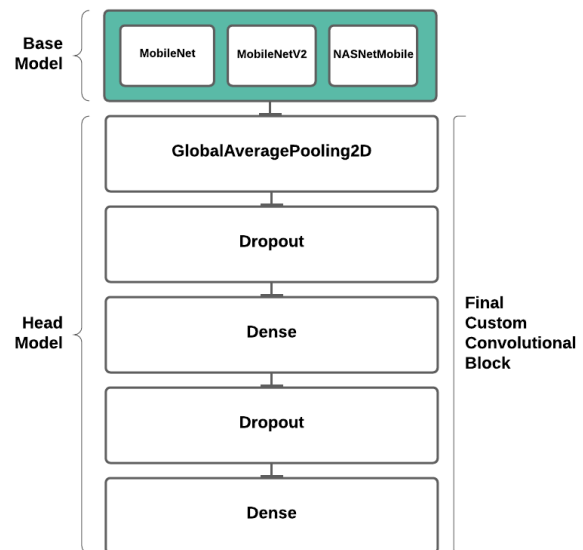 Base
Model
MobileNet
MobileNetV2
NASNetMobile
GlobalAveragePooling2D
Dropout
Head
Model
Dense
Final
Custom
Convolutional
Block
Dropout
Dense